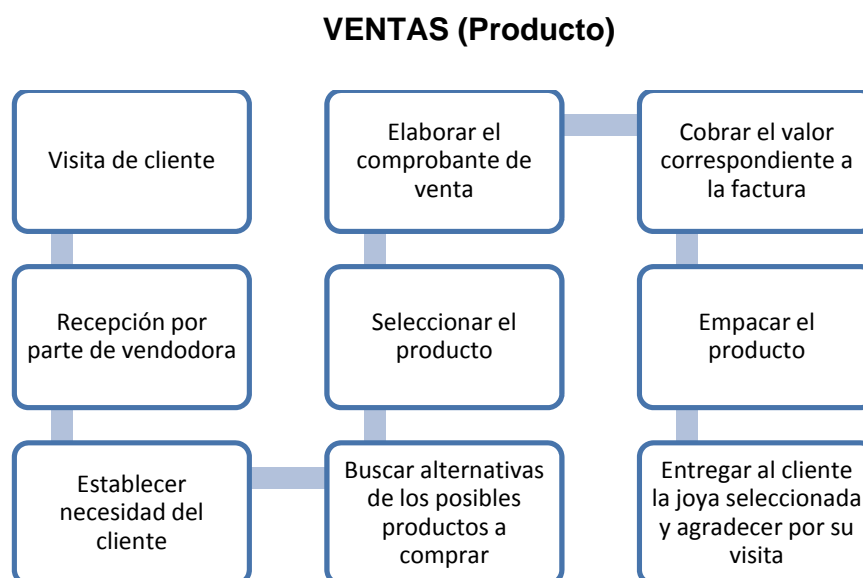 VENTAS (Producto)
Visita de cliente
Recepción por
parte de vendodora
Establecer
necesidad del
cliente
Buscar alternativas
de los posibles
productos a
comprar
Seleccionar el
producto
Elaborar el
comprobante de
venta
Cobrar el valor
correspondiente a
la factura
Empacar el
producto
Entregar al cliente
la joya seleccionada
y agradecer por su
visita